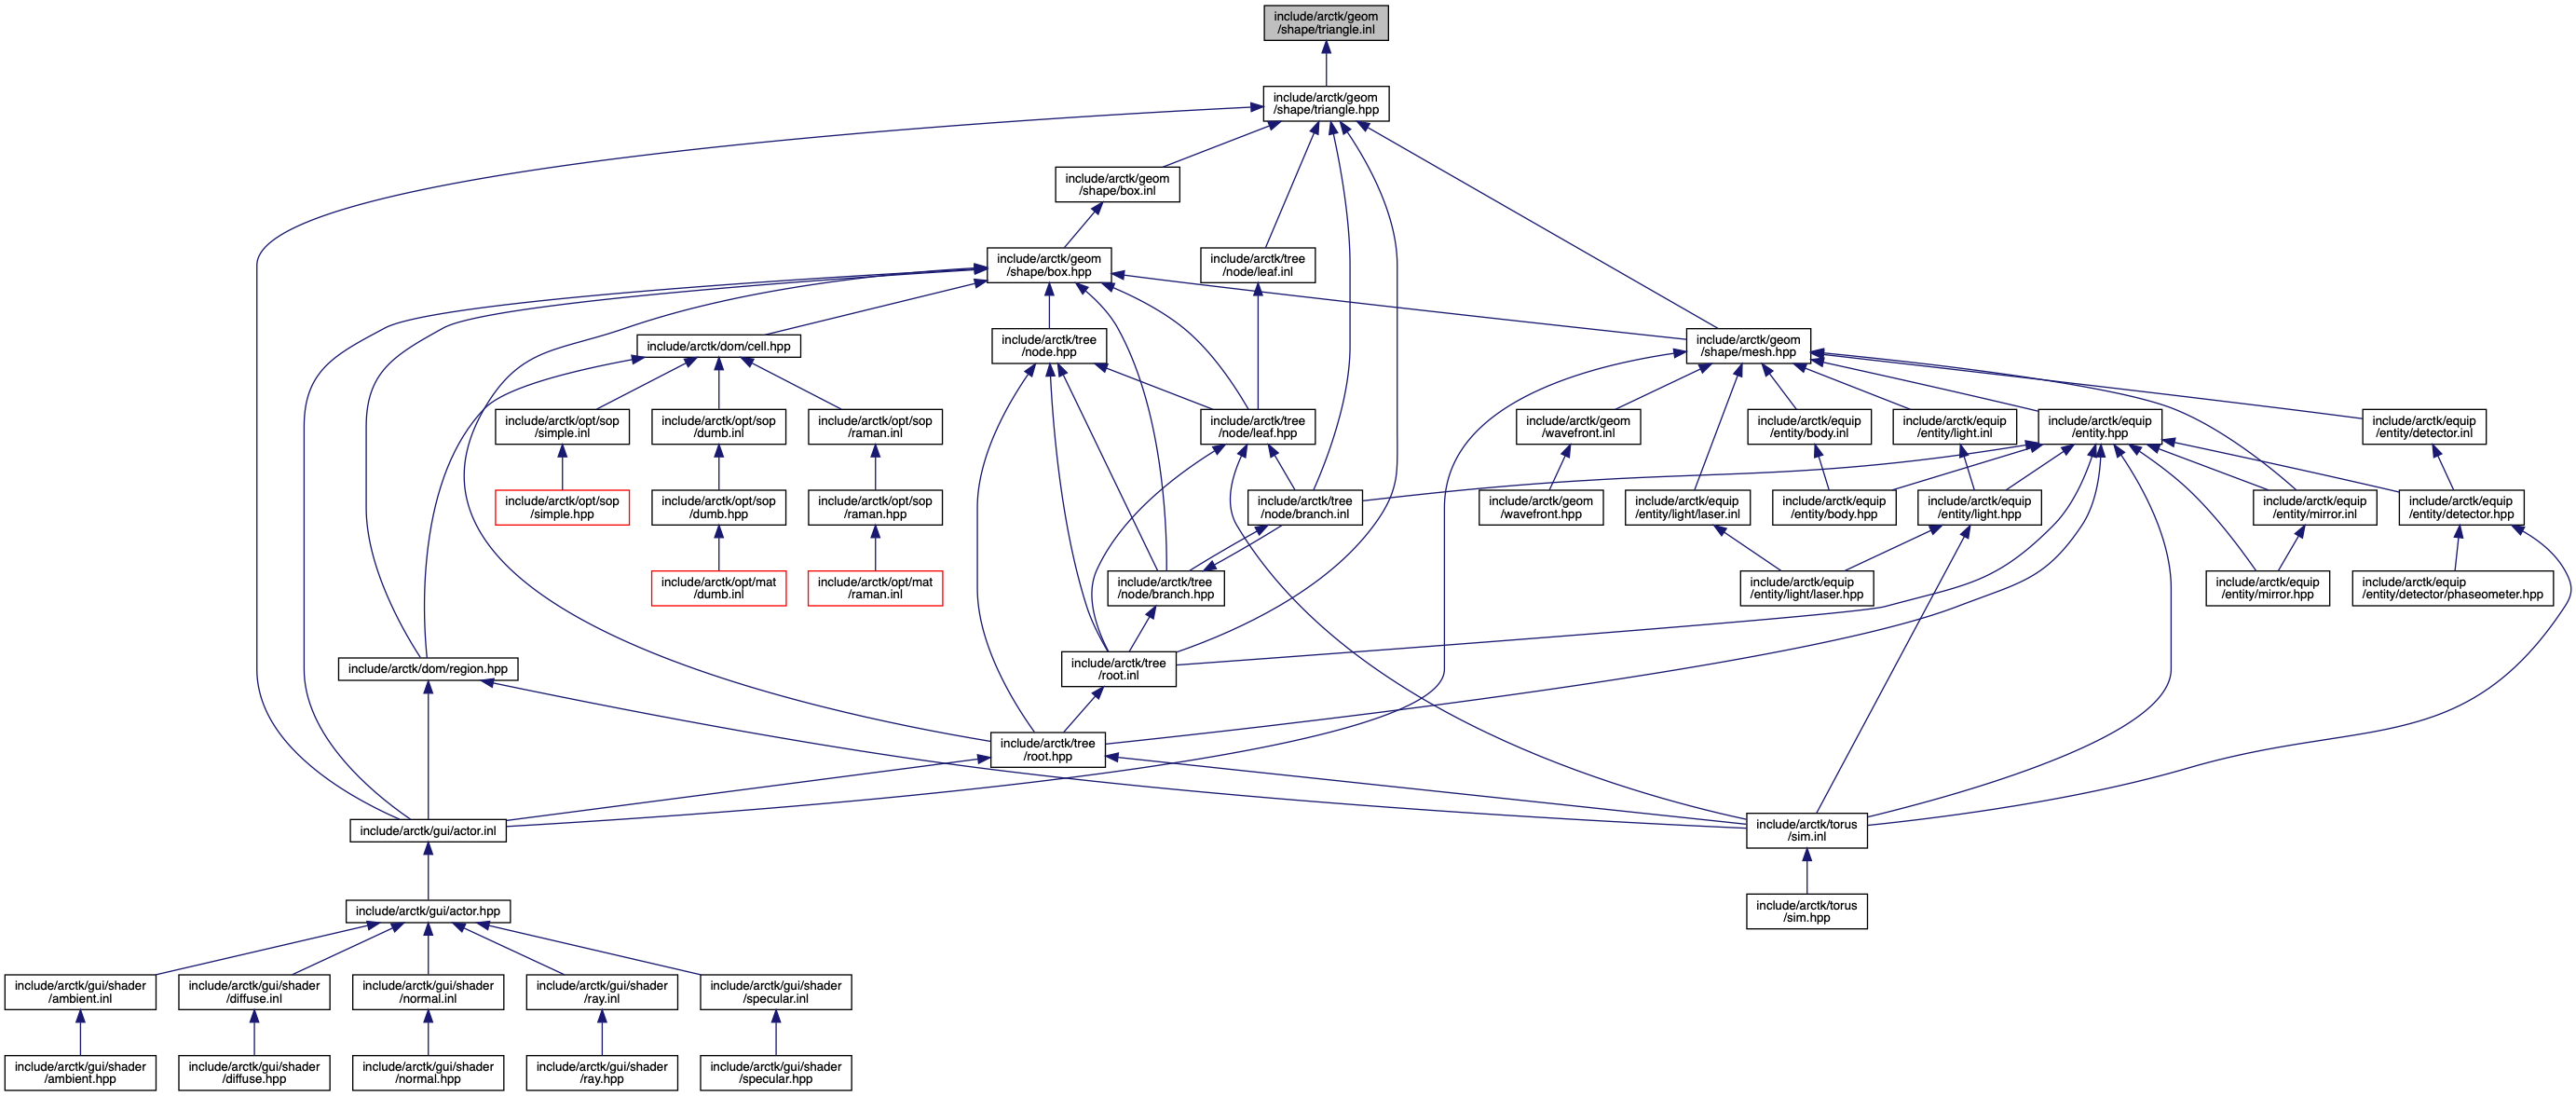 include/arctk/geom
/shape/triangle.inl
include/arctk/geom
/shape/triangle.hpp
include/arctk/geom
/shape/box.inl
include/arctk/geom
/shape/box.hpp
include/arctk/tree
/node/leaf.inl
include/arctk/dom/cell.hpp
include/arctk/tree
/node.hpp
include/arctk/geom
/shape/mesh.hpp
include/arctk/opt/sop
/simple.inl
include/arctk/opt/sop
/dumb.inl
include/arctk/opt/sop
/raman.inl
include/arctk/tree
/node/leaf.hpp
include/arctk/geom
/wavefront.inl
include/arctk/equip
/entity/body.inl
include/arctk/equip
/entity/light.inl
include/arctk/equip
/entity.hpp
include/arctk/equip
/entity/detector.inl
include/arctk/opt/sop
/simple.hpp
include/arctk/opt/sop
/dumb.hpp
include/arctk/opt/sop
/raman.hpp
include/arctk/tree
/node/branch.inl
include/arctk/geom
/wavefront.hpp
include/arctk/equip
/entity/light/laser.inl
include/arctk/equip
/entity/body.hpp
include/arctk/equip
/entity/light.hpp
include/arctk/equip
/entity/mirror.inl
include/arctk/equip
/entity/detector.hpp
include/arctk/opt/mat
/dumb.inl
include/arctk/opt/mat
/raman.inl
include/arctk/tree
/node/branch.hpp
include/arctk/equip
/entity/light/laser.hpp
include/arctk/equip
/entity/mirror.hpp
include/arctk/equip
/entity/detector/phaseometer.hpp
include/arctk/dom/region.hpp
include/arctk/tree
/root.inl
include/arctk/tree
/root.hpp
include/arctk/gui/actor.inl
include/arctk/torus
/sim.inl
include/arctk/gui/actor.hpp
include/arctk/torus
/sim.hpp
include/arctk/gui/shader
/ambient.inl
include/arctk/gui/shader
/diffuse.inl
include/arctk/gui/shader
/normal.inl
include/arctk/gui/shader
/ray.inl
include/arctk/gui/shader
/specular.inl
include/arctk/gui/shader
/ambient.hpp
include/arctk/gui/shader
/diffuse.hpp
include/arctk/gui/shader
/normal.hpp
include/arctk/gui/shader
/ray.hpp
include/arctk/gui/shader
/specular.hpp